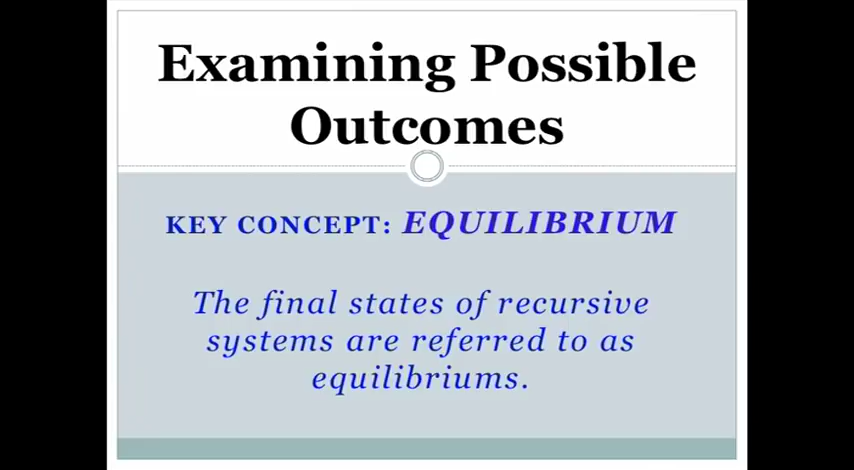 Examining Possible
Outcomes
KEY CONCEPT: EQUILIBRIUM
The final states of recursive
systems are referred to as
equilibriums.